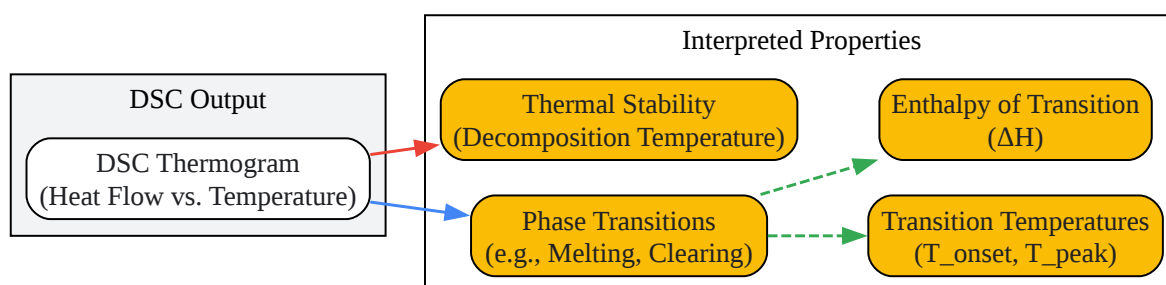 Interpreted Properties
DSC Output
DSC Thermogram
(Heat Flow vs. Temperature)
Thermal Stability
(Decomposition Temperature)
Enthalpy of Transition
(ΔH)
Phase Transitions
(e.g., Melting, Clearing)
Transition Temperatures
(T_onset, T_peak)